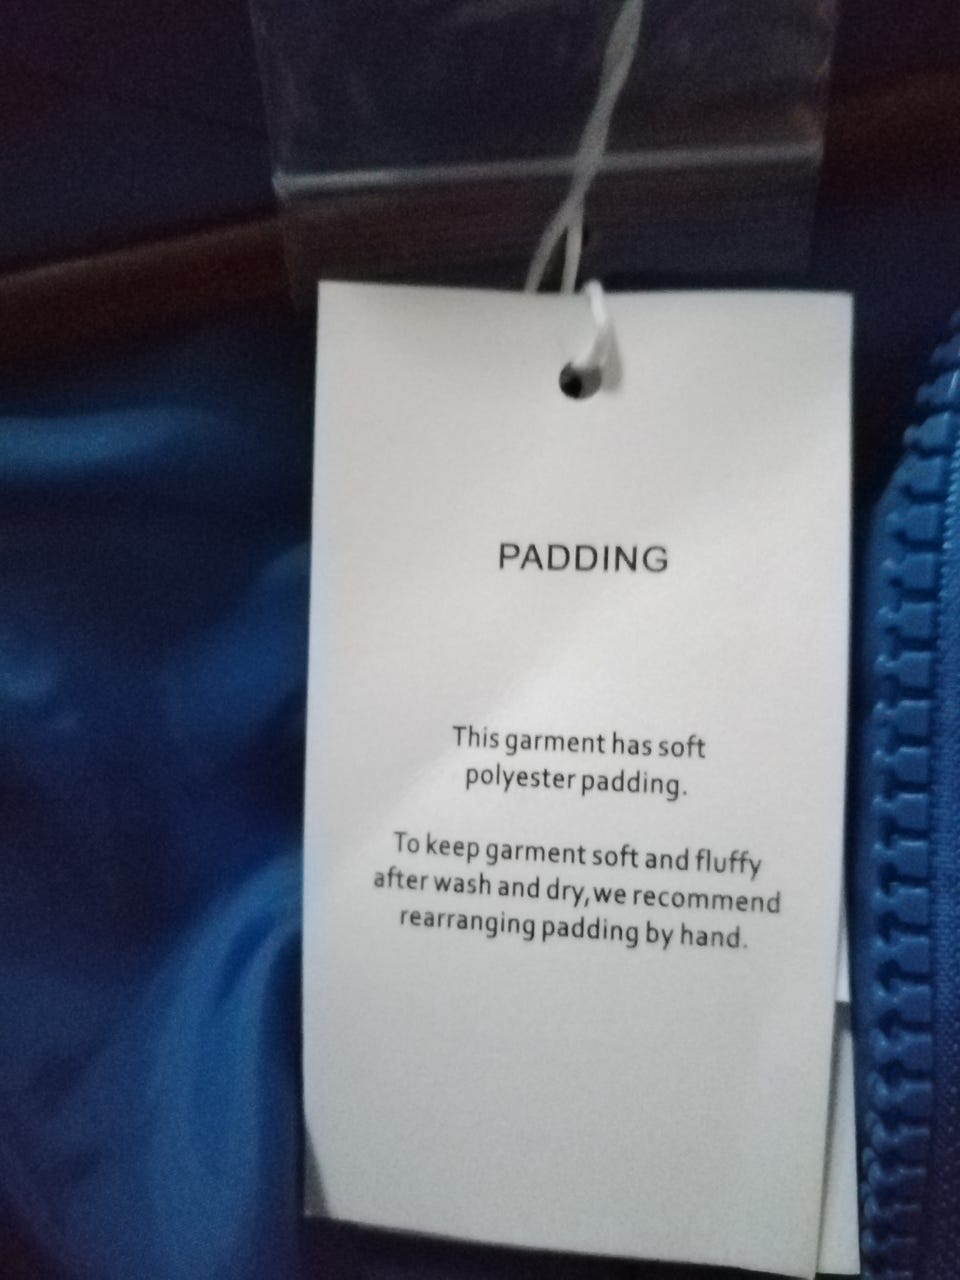 PADDING
This garment has soft
polyester padding.
To keep garment soft and fluffy
after wash and dry,we recommend
rearranging padding by hand.